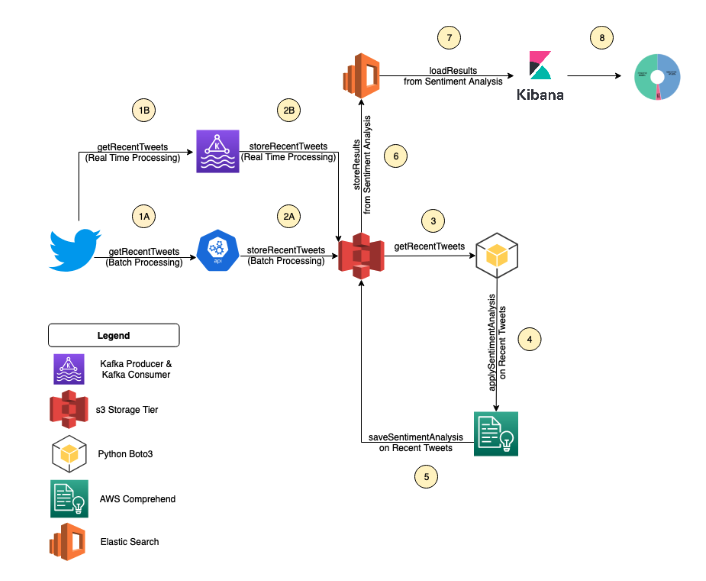 7
8
loadResults
from Sentiment Analysis
Kibana
1B
2B
getRecentTweets
(Real Time Processing)
K
storeRecentTweets
(Real Time Processing)
storeResults
from Sentiment Analysis
6
1A
2A
3
getRecentTweets
(Batch Processing)
api
storeRecentTweets
(Batch Processing)
getRecentTweets
applySentimentAnalysis
on Recent Tweets
4
saveSentimentAnalysis
on Recent Tweets
5
Legend
K
Kafka Producer &
Kafka Consumer
s3 Storage Tier
Python Boto3
AWS Comprehend
Elastic Search